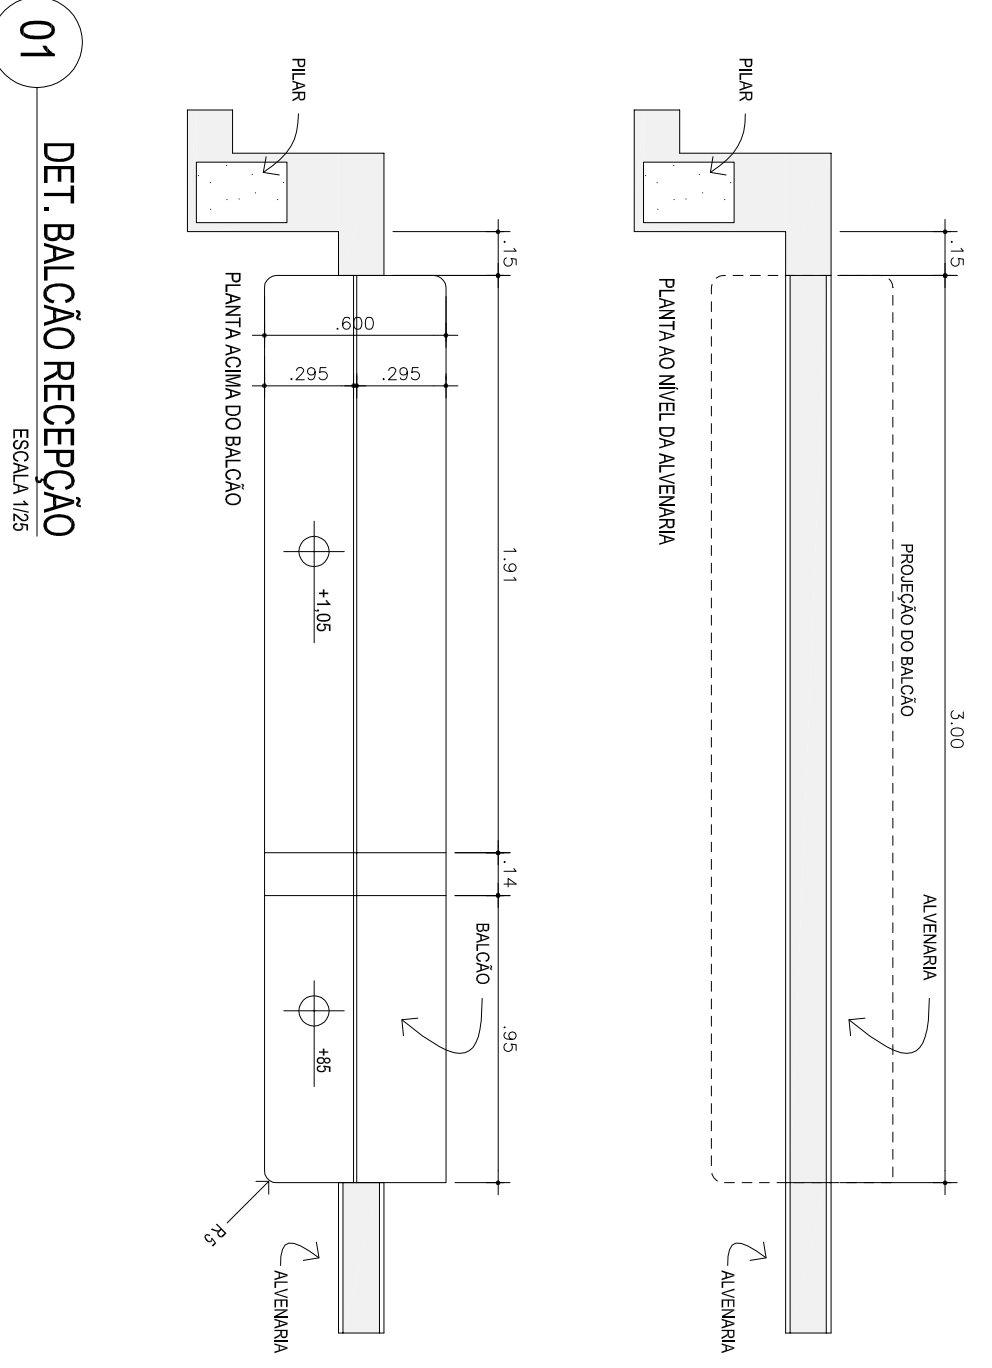 PILAR
.15
3.00
PLANTA AO NÍVEL DA ALVENARIA
PROJEÇÃO DO BALCÃO
ALVENARIA
ALVENARIA
PILAR
.15
1.91
.14
.95
.600
.295
.295
PLANTA ACIMA DO BALCÃO
+1,05
BALCÃO
+85
R5
ALVENARIA
01
DET. BALCÃO RECEPÇÃO
ESCALA 1/25